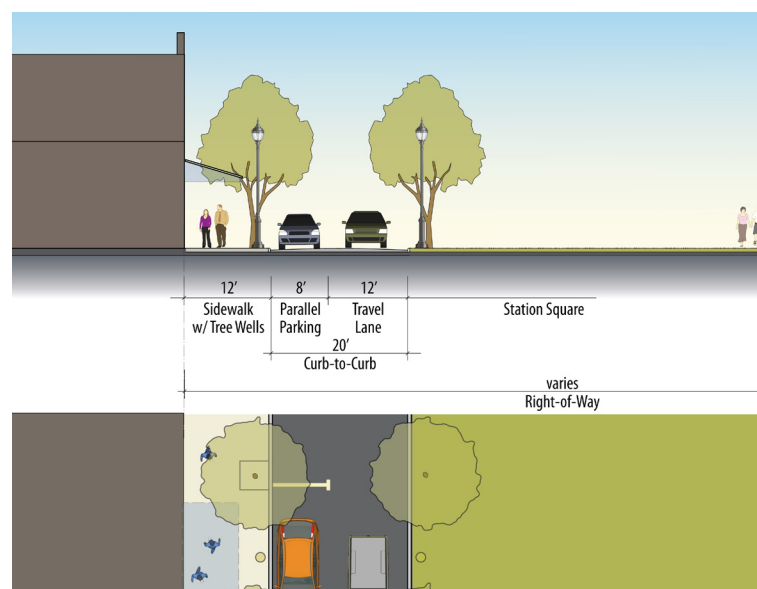 12’ 8’ 12’
Sidewalk Parallel Travel Station Square
w/ Tree Wells Parking Lane
20’
Curb-to-Curb
varies
Right-of-Way